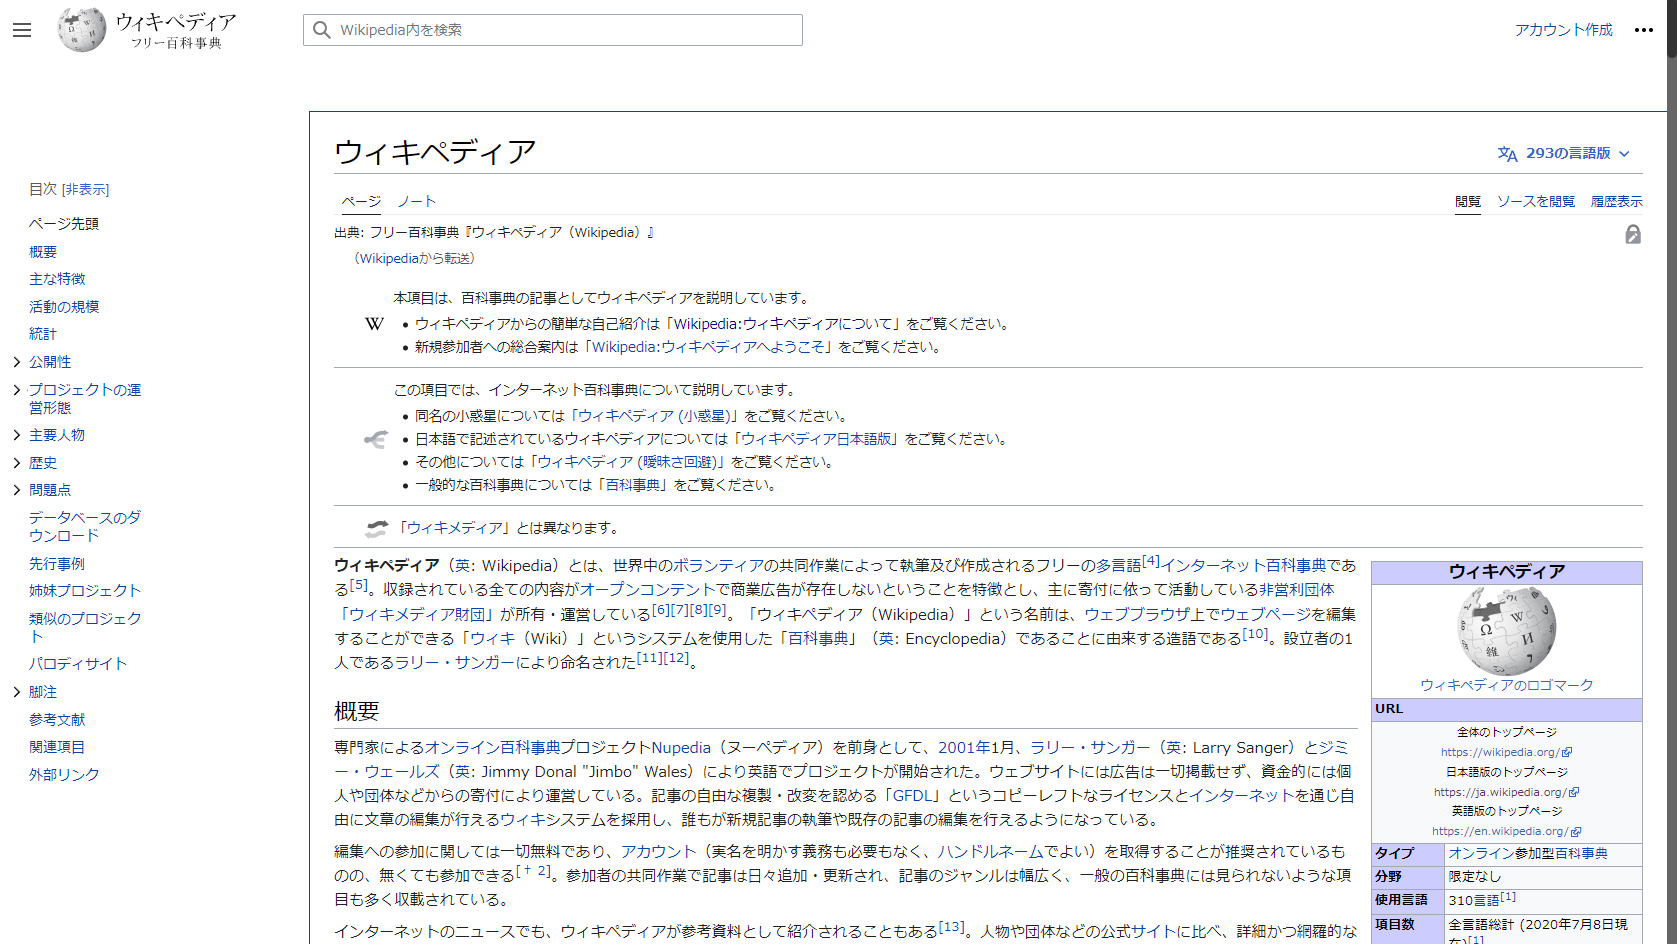 ウィキペディア
フリー百科事典
Wikipedia内を検索
アカウント作成
目次 [非表示]
ページ先頭
概要
主な特徴
活動の規模
統計
公開性
プロジェクトの運
営形態
主要人物
歴史
問題点
データベースのダ
ウンロード
先行事例
姉妹プロジェクト
類似のプロジェク
ト
パロディサイト
脚注
参考文献
関連項目
外部リンク
ウィキペディア
293の言語版
ページ ノート
閲覧 ソースを閲覧 履歴表示
出典: フリー百科事典『ウィキペディア（Wikipedia）』
（Wikipediaから転送）
本項目は、百科事典の記事としてウィキペディアを説明しています。
W
• ウィキペディアからの簡単な自己紹介は「Wikipedia:ウィキペディアについて」をご覧ください。
• 新規参加者への総合案内は「Wikipedia:ウィキペディアへようこそ」をご覧ください。
この項目では、インターネット百科事典について説明しています。
• 同名の小惑星については「ウィキペディア (小惑星)」をご覧ください。
• 日本語で記述されているウィキペディアについては「ウィキペディア日本語版」をご覧ください。
• その他については「ウィキペディア (曖昧さ回避)」をご覧ください。
• 一般的な百科事典については「百科事典」をご覧ください。
「ウィキメディア」とは異なります。
ウィキペディア（英: Wikipedia）とは、世界中のボランティアの共同作業によって執筆及び作成されるフリーの多言語[4]インターネット百科事典であ
る[5]。収録されている全ての内容がオープンコンテントで商業広告が存在しないということを特徴とし、主に寄付に依って活動している非営利団体
「ウィキメディア財団」が所有・運営している[6][7][8][9]。「ウィキペディア（Wikipedia）」という名前は、ウェブブラウザ上でウェブページを編集
することができる「ウィキ（Wiki）」というシステムを使用した「百科事典」（英: Encyclopedia）であることに由来する造語である[10]。設立者の1
人であるラリー・サンガーにより命名された[11][12]。
概要
専門家によるオンライン百科事典プロジェクトNupedia（ヌーペディア）を前身として、2001年1月、ラリー・サンガー（英: Larry Sanger）とジミ
ー・ウェールズ（英: Jimmy Donal "Jimbo" Wales）により英語でプロジェクトが開始された。ウェブサイトには広告は一切掲載せず、資金的には個
人や団体などからの寄付により運営している。記事の自由な複製・改変を認める「GFDL」というコピーレフトなライセンスとインターネットを通じ自
由に文章の編集が行えるウィキシステムを採用し、誰もが新規記事の執筆や既存の記事の編集を行えるようになっている。
編集への参加に関しては一切無料であり、アカウント（実名を明かす義務も必要もなく、ハンドルネームでよい）を取得することが推奨されているも
のの、無くても参加できる[† 2]。参加者の共同作業で記事は日々追加・更新され、記事のジャンルは幅広く、一般の百科事典には見られないような項
目も多く収載されている。
インターネットのニュースでも、ウィキペディアが参考資料として紹介されることもある[13]。人物や団体などの公式サイトに比べ、詳細かつ網羅的な
ウィキペディア
ウィキペディアのロゴマーク
URL
全体のトップページ
https://wikipedia.org/
日本語版のトップページ
https://ja.wikipedia.org/
英語版のトップページ
https://en.wikipedia.org/
タイプ オンライン参加型百科事典
分野 限定なし
使用言語 310言語[1]
項目数 全言語総計 (2020年7月8日現
在)[1]